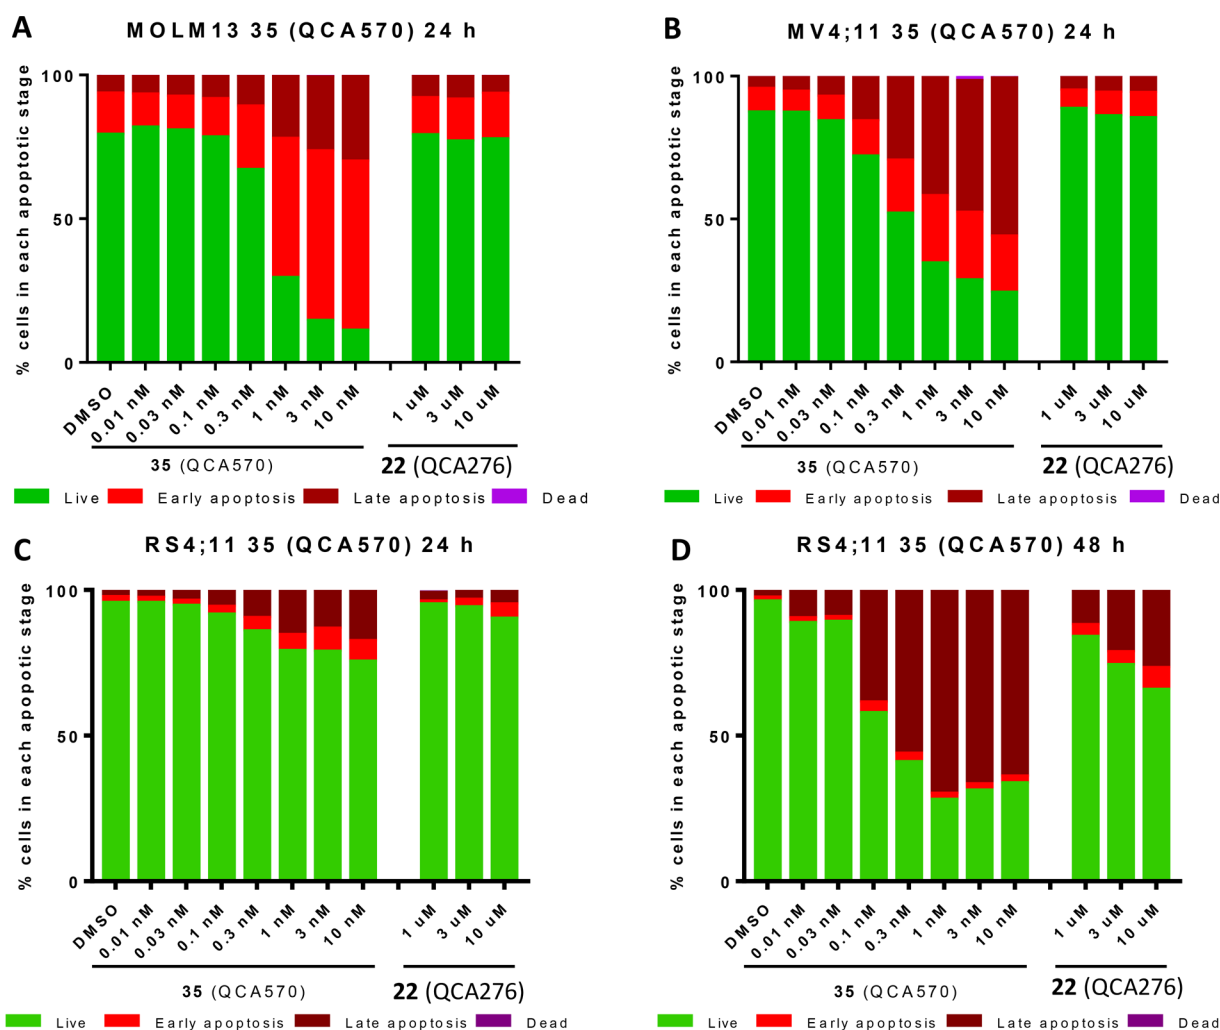 A
MOLM13 35 (QCA570) 24 h
% cells in each apoptotic stage
100
50
0
DMSO
0.01 nM
0.03 nM
0.1 nM
0.3 nM
1 nM
3 nM
10 nM
1 uM
3 uM
10 uM
35 (QCA570)
22 (QCA276)
Live
Early apoptosis
Late apoptosis
Dead
B
MV4;11 35 (QCA570) 24 h
% cells in each apoptotic stage
100
50
0
DMSO
0.01 nM
0.03 nM
0.1 nM
0.3 nM
1 nM
3 nM
10 nM
1 uM
3 uM
10 uM
35 (QCA570)
22 (QCA276)
Live
Early apoptosis
Late apoptosis
Dead
C
RS4;11 35 (QCA570) 24 h
% cells in each apopotic stage
100
50
0
DMSO
0.01 nM
0.03 nM
0.1 nM
0.3 nM
1 nM
3 nM
10 nM
1 uM
3 uM
10 uM
35 (QCA570)
22 (QCA276)
Live
Early apoptosis
Late apoptosis
Dead
D
RS4;11 35 (QCA570) 48 h
% cells in each apoptotic stage
100
50
0
DMSO
0.01 nM
0.03 nM
0.1 nM
0.3 nM
1 nM
3 nM
10 nM
1 uM
3 uM
10 uM
35 (QCA570)
22 (QCA276)
Live
Early apoptosis
Late apoptosis
Dead